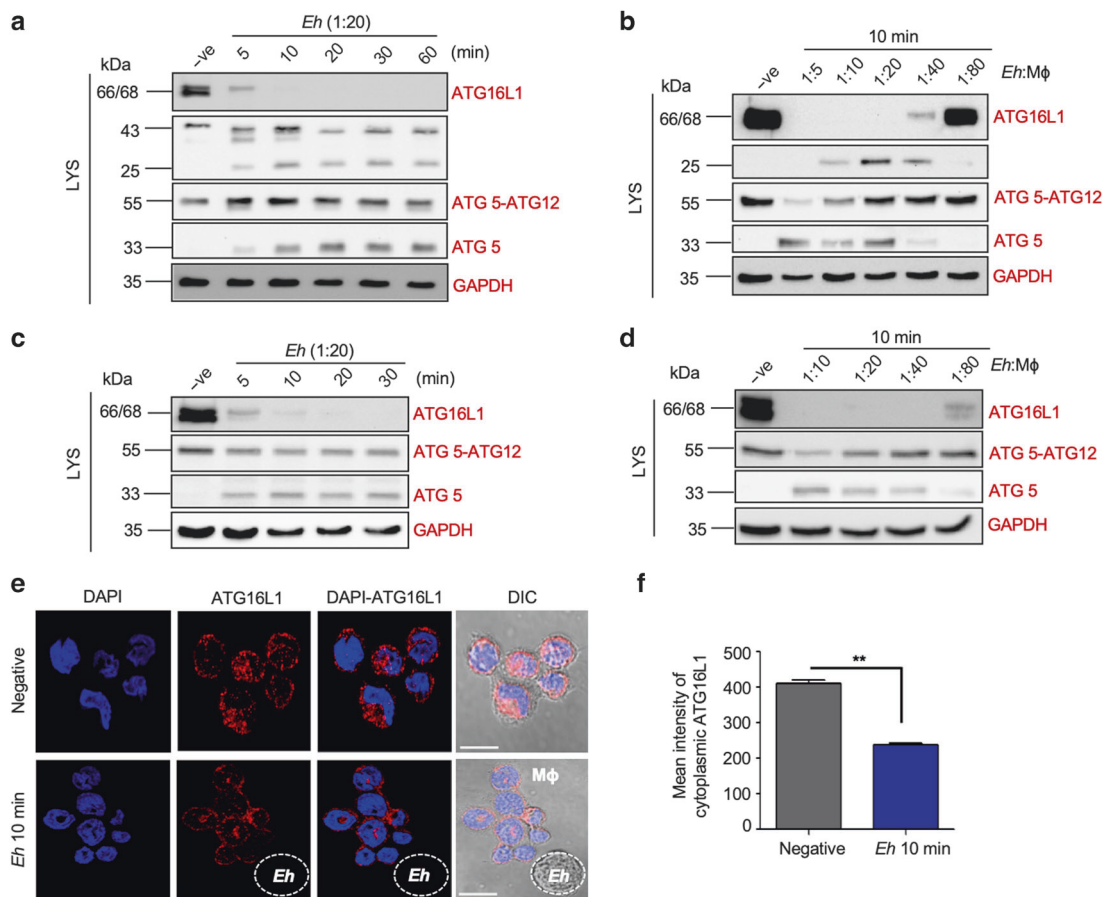 a
Eh (1:20)
kDa –ve 5 10 20 30 60 (min)
66/68 ATG16L1
43
25
55 ATG 5-ATG12
33 ATG 5
35 GAPDH
LYS
b
10 min
kDa –ve 1:5 1:10 1:20 1:40 1:80 Eh:Mϕ
66/68 ATG16L1
25
55 ATG 5-ATG12
33 ATG 5
35 GAPDH
LYS
c
Eh (1:20)
kDa –ve 5 10 20 30 (min)
66/68 ATG16L1
55 ATG 5-ATG12
33 ATG 5
35 GAPDH
LYS
d
10 min
kDa –ve 1:10 1:20 1:40 1:80 Eh:Mϕ
66/68 ATG16L1
55 ATG 5-ATG12
33 ATG 5
35 GAPDH
LYS
e
DAPI ATG16L1 DAPI-ATG16L1 DIC
Negative
Mϕ
Eh 10 min
Eh Eh Eh
f
Mean intensity of
cytoplasmic ATG16L1
500
400
300
200
100
0
**
Negative Eh 10 min